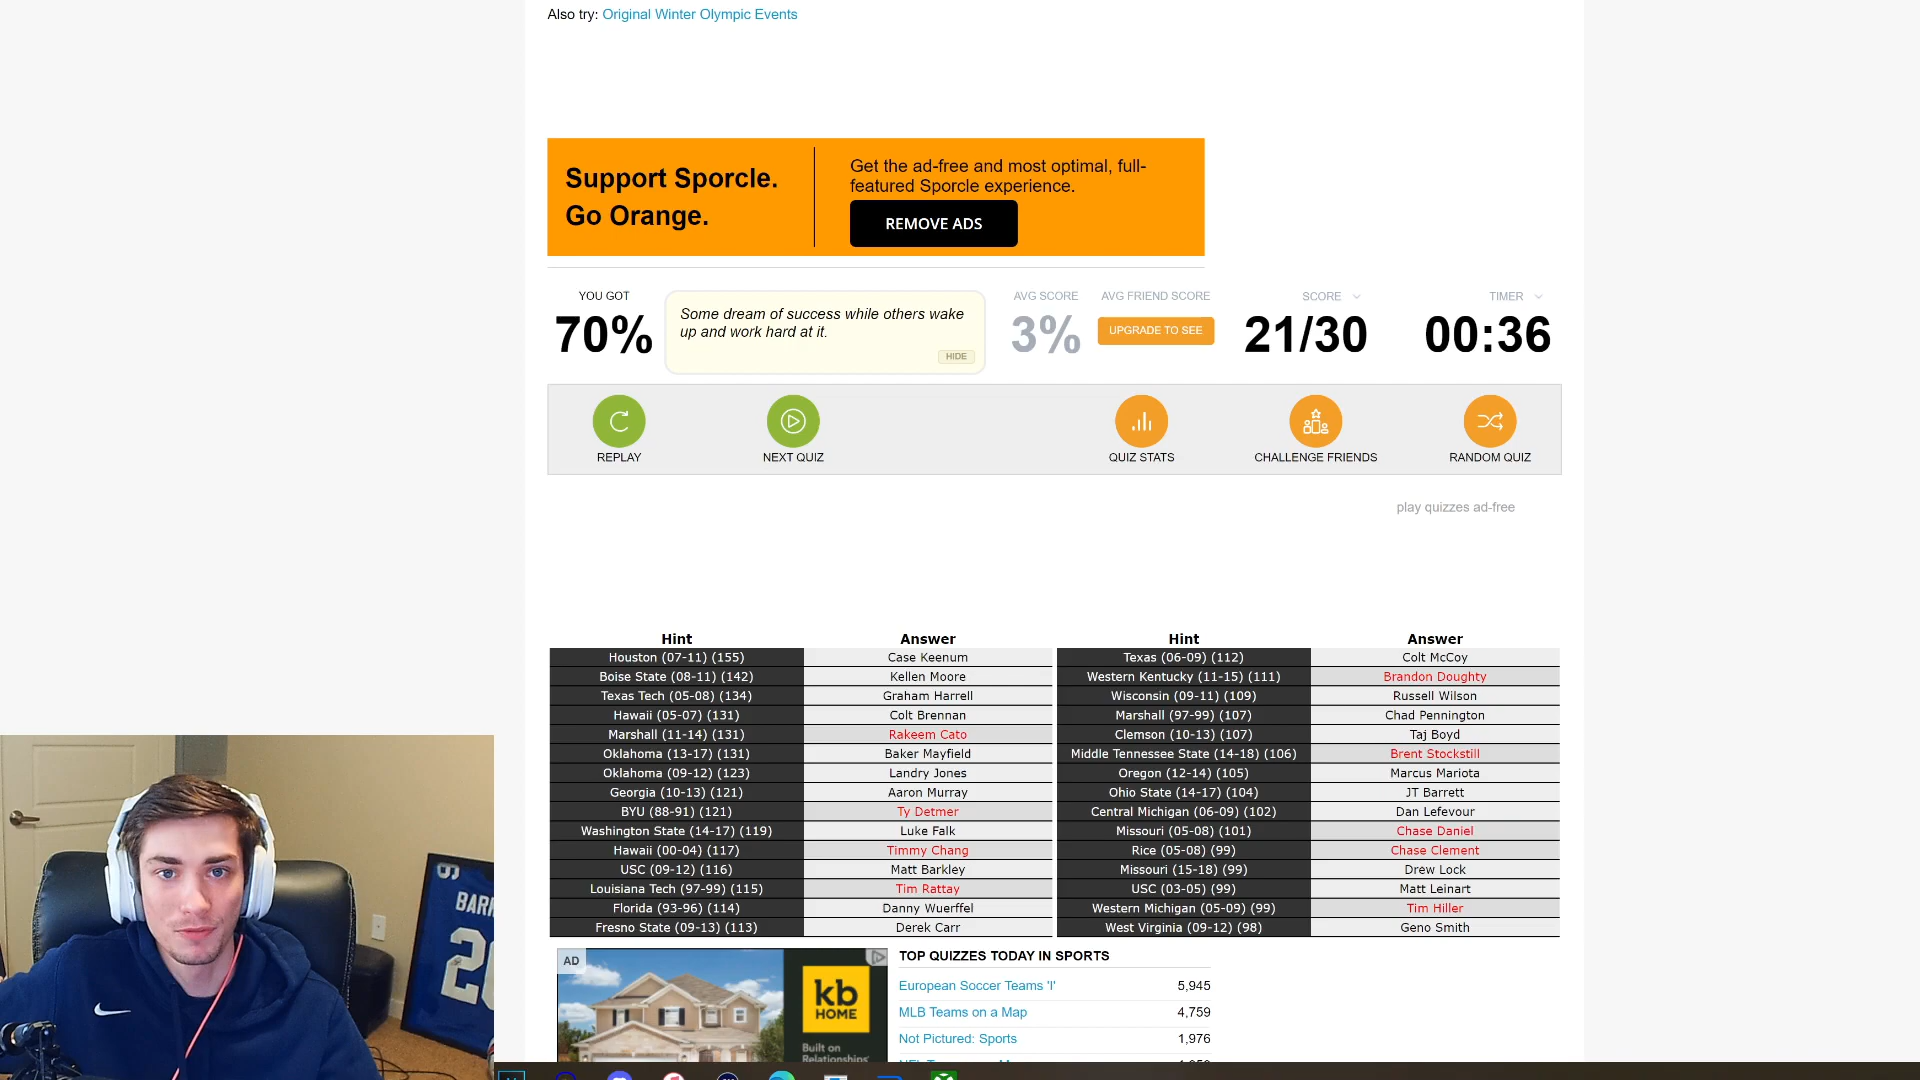 Also try: Original Winter Olympic Events
Support Sporcle.
Go Orange.
Get the ad-free and most optimal, full-
featured Sporcle experience.
REMOVE ADS
YOU GOT
70%
Some dream of success while others wake
up and work hard at it.
HIDE
AVG SCORE
3%
AVG FRIEND SCORE
UPGRADE TO SEE
SCORE
21/30
TIMER
00:36
REPLAY
NEXT QUIZ
QUIZ STATS
CHALLENGE FRIENDS
RANDOM QUIZ
play quizzes ad-free
Hint Answer
Houston (07-11) (155) Case Keenum
Boise State (08-11) (142) Kellen Moore
Texas Tech (05-08) (134) Graham Harrell
Hawaii (05-07) (131) Colt Brennan
Marshall (11-14) (131) Rakeem Cato
Oklahoma (13-17) (131) Baker Mayfield
Oklahoma (09-12) (123) Landry Jones
Georgia (10-13) (121) Aaron Murray
BYU (88-91) (121) Ty Detmer
Washington State (14-17) (119) Luke Falk
Hawaii (00-04) (117) Timmy Chang
USC (09-12) (116) Matt Barkley
Louisiana Tech (97-99) (115) Tim Rattay
Florida (93-96) (114) Danny Wuerffel
Fresno State (09-13) (113) Derek Carr
Hint Answer
Texas (06-09) (112) Colt McCoy
Western Kentucky (11-15) (111) Brandon Doughty
Wisconsin (09-11) (109) Russell Wilson
Marshall (97-99) (107) Chad Pennington
Clemson (10-13) (107) Taj Boyd
Middle Tennessee State (14-18) (106) Brent Stockstill
Oregon (12-14) (105) Marcus Mariota
Ohio State (14-17) (104) JT Barrett
Central Michigan (06-09) (102) Dan Lefevour
Missouri (05-08) (101) Chase Daniel
Rice (05-08) (99) Chase Clement
Missouri (15-18) (99) Drew Lock
USC (03-05) (99) Matt Leinart
Western Michigan (05-09) (99) Tim Hiller
West Virginia (09-12) (98) Geno Smith
AD
kb
HOME
Built on
Relationships
TOP QUIZZES TODAY IN SPORTS
European Soccer Teams 'I' 5,945
MLB Teams on a Map 4,759
Not Pictured: Sports 1,976
BARK